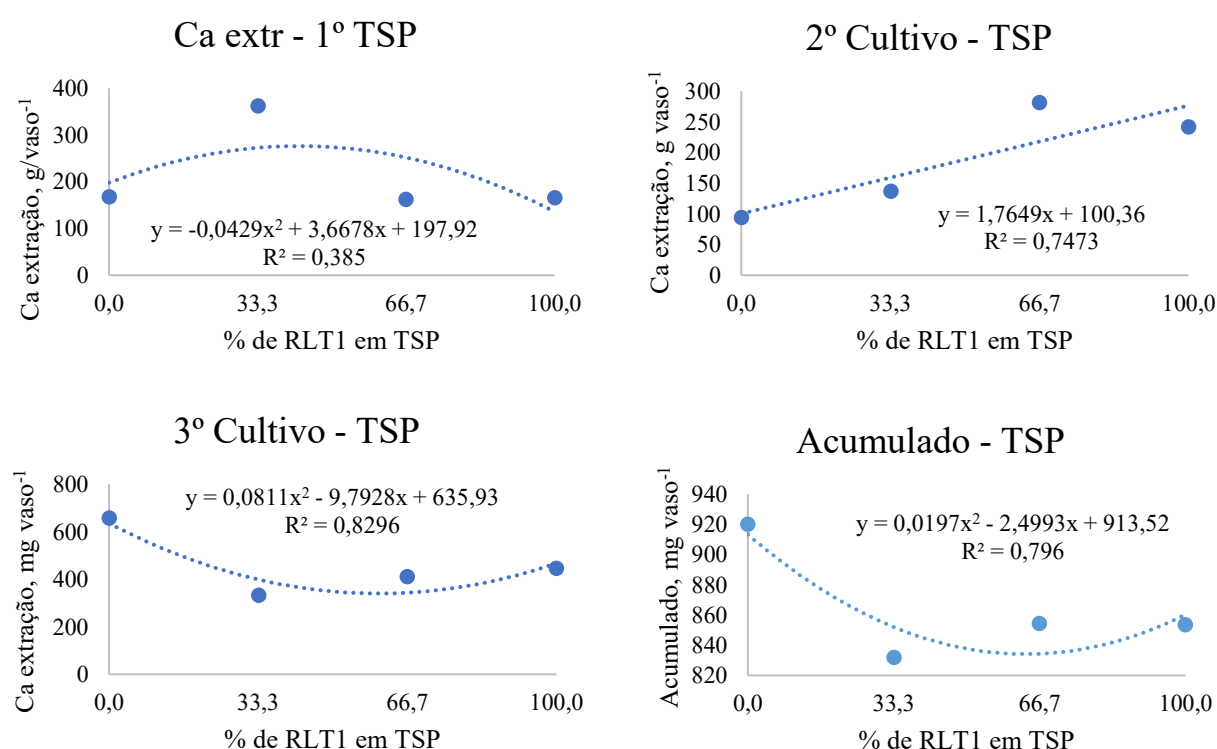 Ca extr - 1º TSP
Ca extração, g/vaso⁻¹
400
300
200
100
0
y = -0,0429x² + 3,6678x + 197,92
R² = 0,385
0,0 33,3 66,7 100,0
% de RLT1 em TSP
2º Cultivo - TSP
Ca extração, g vaso⁻¹
300
250
200
150
100
50
0
y = 1,7649x + 100,36
R² = 0,7473
0,0 33,3 66,7 100,0
% de RLT1 em TSP
3º Cultivo - TSP
Ca extração, mg vaso⁻¹
800
600
400
200
0
y = 0,0811x² - 9,7928x + 635,93
R² = 0,8296
0,0 33,3 66,7 100,0
% de RLT1 em TSP
Acumulado - TSP
Acumulado, mg vaso⁻¹
940
920
900
880
860
840
820
y = 0,0197x² - 2,4993x + 913,52
R² = 0,796
0,0 33,3 66,7 100,0
% de RLT1 em TSP